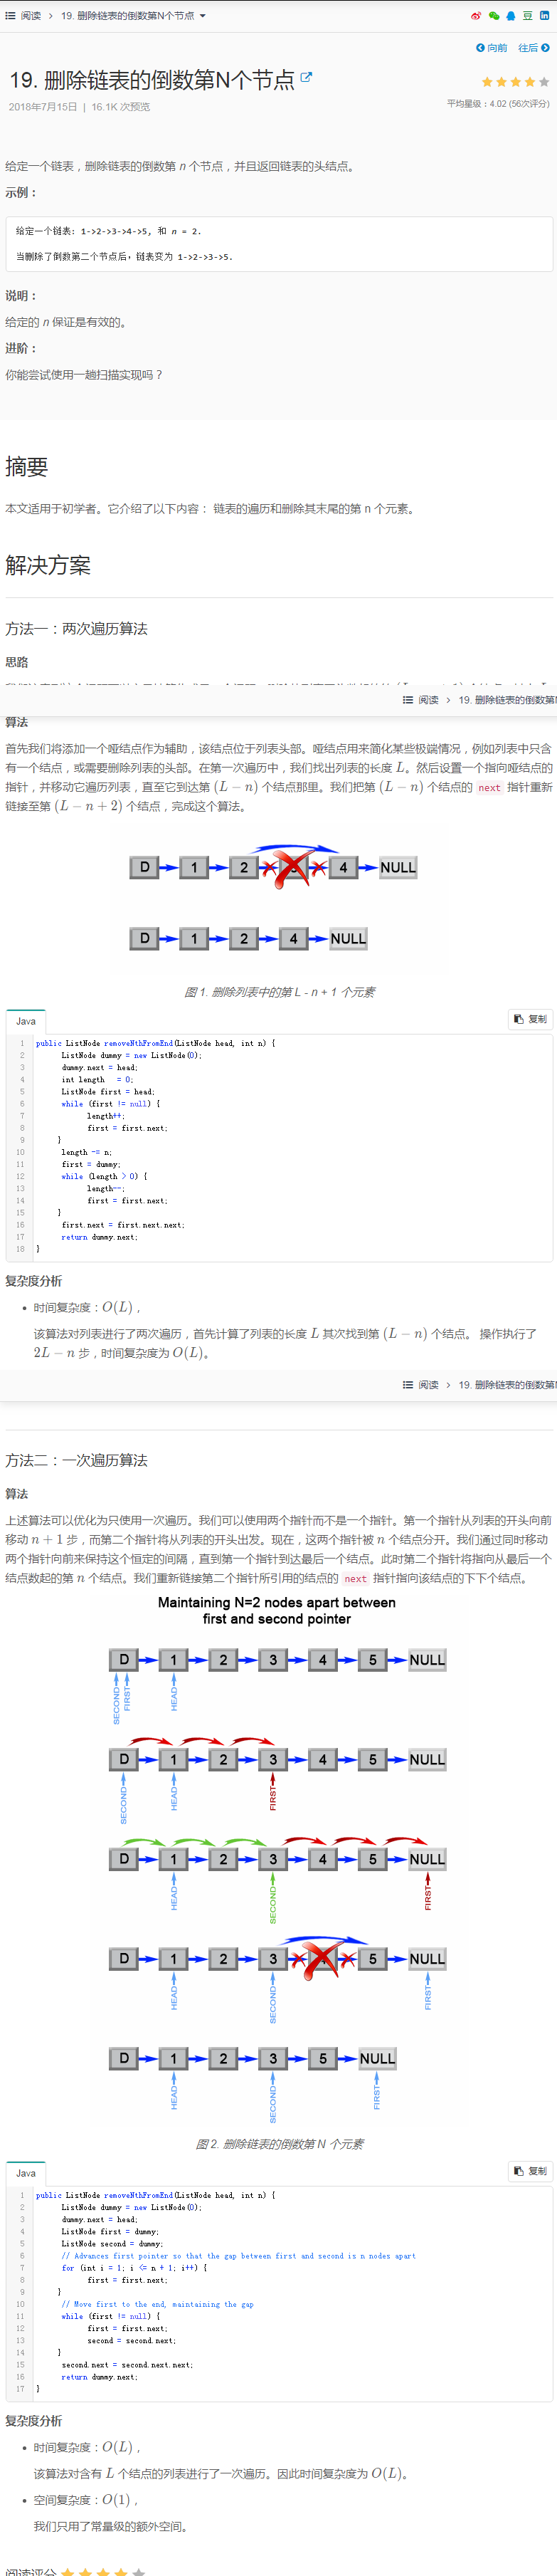 阅读 > 19. 删除链表的倒数第N个节点
豆
向前 往后
19. 删除链表的倒数第N个节点
2018年7月15日 | 16.1K 次预览
平均星级：4.02 (56次评分)
给定一个链表，删除链表的倒数第 n 个节点，并且返回链表的头结点。
示例：
给定一个链表: 1->2->3->4->5, 和 n = 2.
当删除了倒数第二个节点后，链表变为 1->2->3->5.
说明：
给定的 n 保证是有效的。
进阶：
你能尝试使用一趟扫描实现吗？
摘要
本文适用于初学者。它介绍了以下内容： 链表的遍历和删除其末尾的第 n 个元素。
解决方案
方法一：两次遍历算法
思路
阅读 > 19. 删除链表的倒数第
算法
首先我们将添加一个哑结点作为辅助，该结点位于列表头部。哑结点用来简化某些极端情况，例如列表中只含
有一个结点，或需要删除列表的头部。在第一次遍历中，我们找出列表的长度 L。然后设置一个指向哑结点的
指针，并移动它遍历列表，直至它到达第 (L − n) 个结点那里。我们把第 (L − n) 个结点的 next 指针重新
链接至第 (L − n + 2) 个结点，完成这个算法。
D 1 2 4 NULL
D 1 2 4 NULL
图 1. 删除列表中的第 L - n + 1 个元素
Java
复制
1 public ListNode removeNthFromEnd(ListNode head, int n) {
2 ListNode dummy = new ListNode(0);
3 dummy.next = head;
4 int length = 0;
5 ListNode first = head;
6 while (first != null) {
7 length++;
8 first = first.next;
9 }
10 length -= n;
11 first = dummy;
12 while (length > 0) {
13 length--;
14 first = first.next;
15 }
16 first.next = first.next.next;
17 return dummy.next;
18 }
复杂度分析
• 时间复杂度：O(L)，
该算法对列表进行了两次遍历，首先计算了列表的长度 L 其次找到第 (L − n) 个结点。 操作执行了
2L − n 步，时间复杂度为 O(L)。
阅读 > 19. 删除链表的倒数第
方法二：一次遍历算法
算法
上述算法可以优化为只使用一次遍历。我们可以使用两个指针而不是一个指针。第一个指针从列表的开头向前
移动 n + 1 步，而第二个指针将从列表的开头出发。现在，这两个指针被 n 个结点分开。我们通过同时移动
两个指针向前来保持这个恒定的间隔，直到第一个指针到达最后一个结点。此时第二个指针将指向从最后一个
结点数起的第 n 个结点。我们重新链接第二个指针所引用的结点的 next 指针指向该结点的下下个结点。
Maintaining N=2 nodes apart between
first and second pointer
D 1 2 3 4 5 NULL
SECOND FIRST HEAD
D 1 2 3 4 5 NULL
SECOND HEAD FIRST
D 1 2 3 4 5 NULL
HEAD SECOND FIRST
D 1 2 3 5 NULL
HEAD SECOND FIRST
D 1 2 3 5 NULL
HEAD SECOND FIRST
图 2. 删除链表的倒数第 N 个元素
Java
复制
1 public ListNode removeNthFromEnd(ListNode head, int n) {
2 ListNode dummy = new ListNode(0);
3 dummy.next = head;
4 ListNode first = dummy;
5 ListNode second = dummy;
6 // Advances first pointer so that the gap between first and second is n nodes apart
7 for (int i = 1; i <= n + 1; i++) {
8 first = first.next;
9 }
10 // Move first to the end, maintaining the gap
11 while (first != null) {
12 first = first.next;
13 second = second.next;
14 }
15 second.next = second.next.next;
16 return dummy.next;
17 }
复杂度分析
• 时间复杂度：O(L)，
该算法对含有 L 个结点的列表进行了一次遍历。因此时间复杂度为 O(L)。
• 空间复杂度：O(1)，
我们只用了常量级的额外空间。
阅读评分